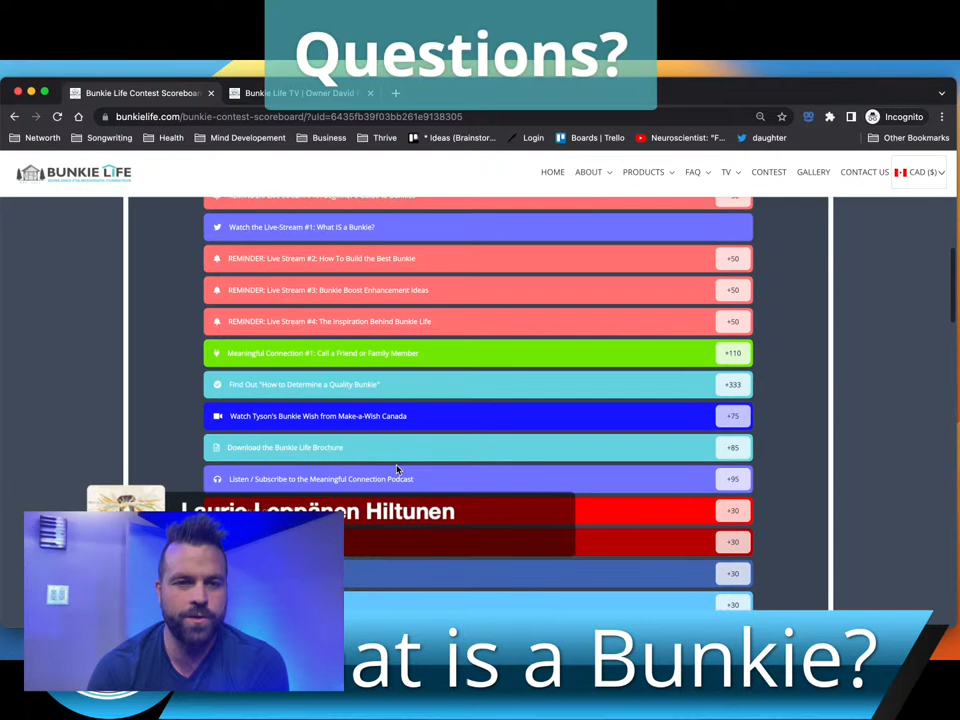 Questions?
Bunkie Life Contest Scoreboar
Bunkie Life TV | Owner David
bunkielife.com/bunkie-contest-scoreboard/?uId=6435fb39f03bb261e9138305
Incognito
Networth
Songwriting
Health
Mind Developement
Business
Thrive
* Ideas (Brainstor...
Login
Boards | Trello
Neuroscientist: "F...
daughter
Other Bookmarks
BUNKIE LIFE
HOME
ABOUT
PRODUCTS
FAQ
TV
CONTEST
GALLERY
CONTACT US
CAD ($)
Watch the Live-Stream #1: What IS a Bunkie?
REMINDER: Live Stream #2: How To Build the Best Bunkie +50
REMINDER: Live Stream #3: Bunkie Boost Enhancement Ideas +50
REMINDER: Live Stream #4: The Inspiration Behind Bunkie Life +50
Meaningful Connection #1: Call a Friend or Family Member +110
Find Out "How to Determine a Quality Bunkie" +333
Watch Tyson's Bunkie Wish from Make-a-Wish Canada +75
Download the Bunkie Life Brochure +85
Listen / Subscribe to the Meaningful Connection Podcast +95
Laurie Leppänen Hiltunen +30
+30
+30
+30
at is a Bunkie?